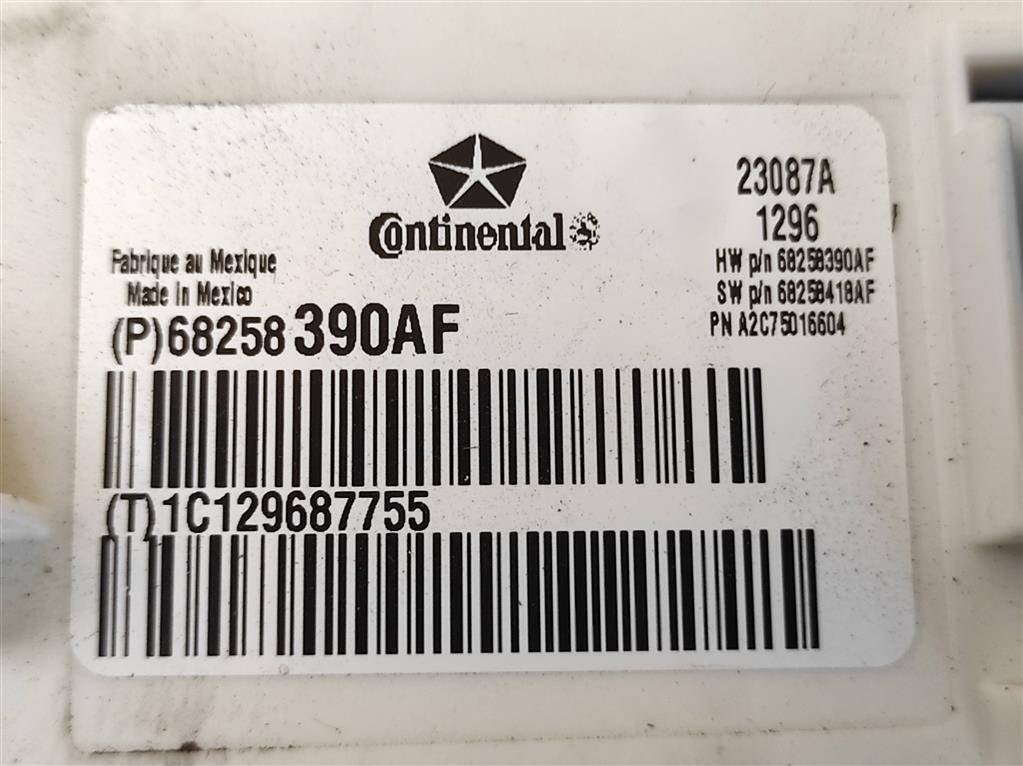 Continental
23087A
1296
Fabrique au Mexique
Made in Mexico
HW p/n 68258390AF
SW p/n 68258418AF
PN A2C75016604
(P)68258 390AF
(T)1C129687755